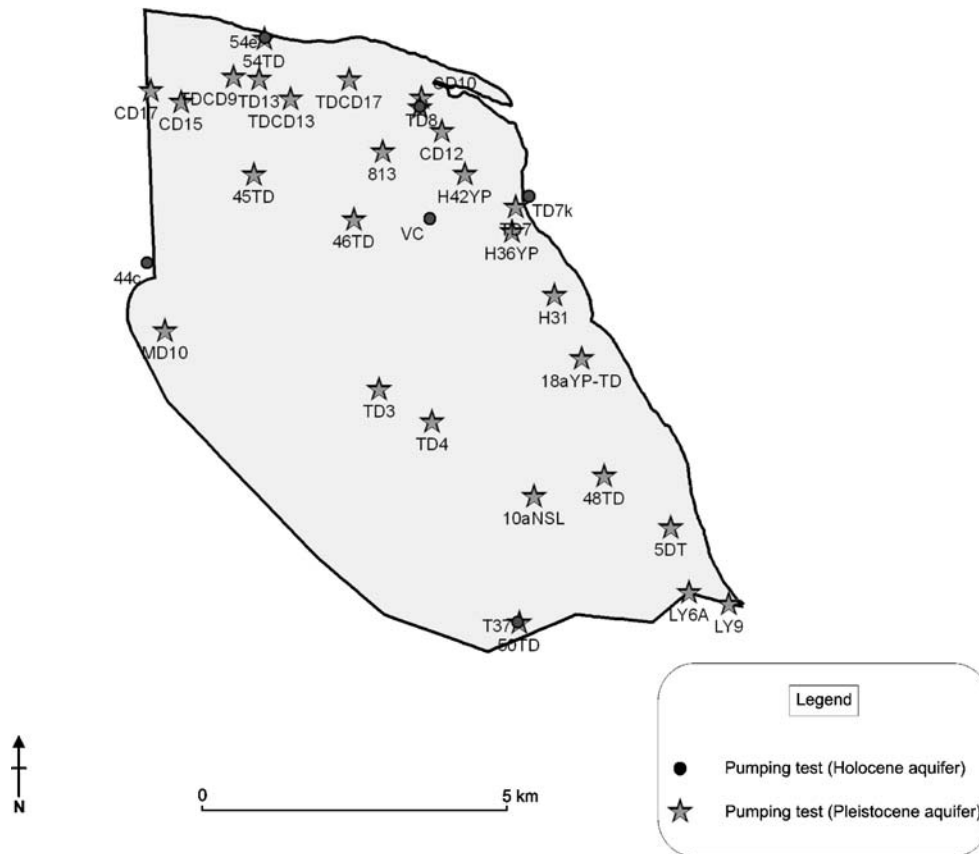 54e
54TD
CD10
TDCD9
TD13
TDCD17
CD17
CD15
TDCD13
TD8
CD12
813
45TD
H42YP
TD7k
46TD
VC
TD7
H36YP
44c
H31
MD10
18aYP-TD
TD3
TD4
48TD
10aNSL
5DT
LY6A
LY9
T37
50TD
Legend
Pumping test (Holocene aquifer)
Pumping test (Pleistocene aquifer)
N
0
5 km